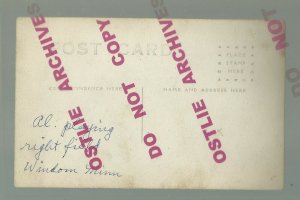 POST CARD
PLACE
STAMP
HERE
CORRESPONDENCE HERE
NAME AND ADDRESS HERE
Al. playing
right field
Windom Minn
OSTLIE ARCHIVES
DO NOT COPY
OSTLIE ARCHIVES
DO NOT COPY
OSTLIE ARCHIVES